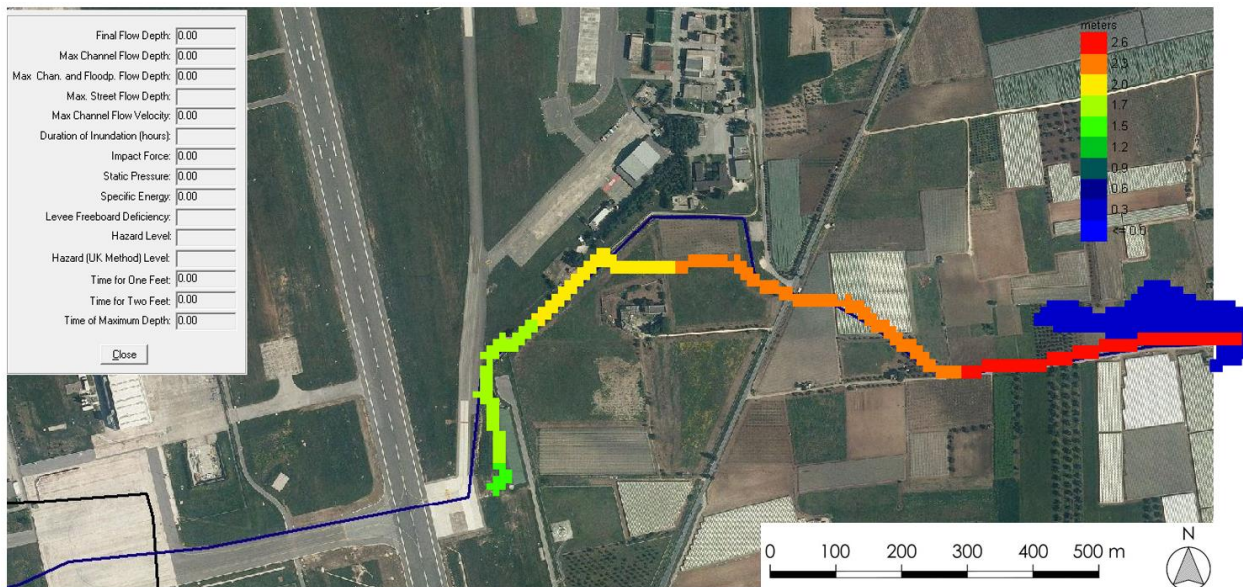 Final Flow Depth: 0.00
Max Channel Flow Depth: 0.00
Max Chan. and Floodp. Flow Depth: 0.00
Max. Street Flow Depth:
Max Channel Flow Velocity: 0.00
Duration of Inundation (hours):
Impact Force: 0.00
Static Pressure: 0.00
Specific Energy: 0.00
Levee Freeboard Deficiency:
Hazard Level:
Hazard (UK Method) Level:
Time for One Feet: 0.00
Time for Two Feet: 0.00
Time of Maximum Depth: 0.00
Close
meters
2.6
2.3
2.0
1.7
1.5
1.2
0.9
0.6
0.3
<= 0.0
N
0 100 200 300 400 500 m